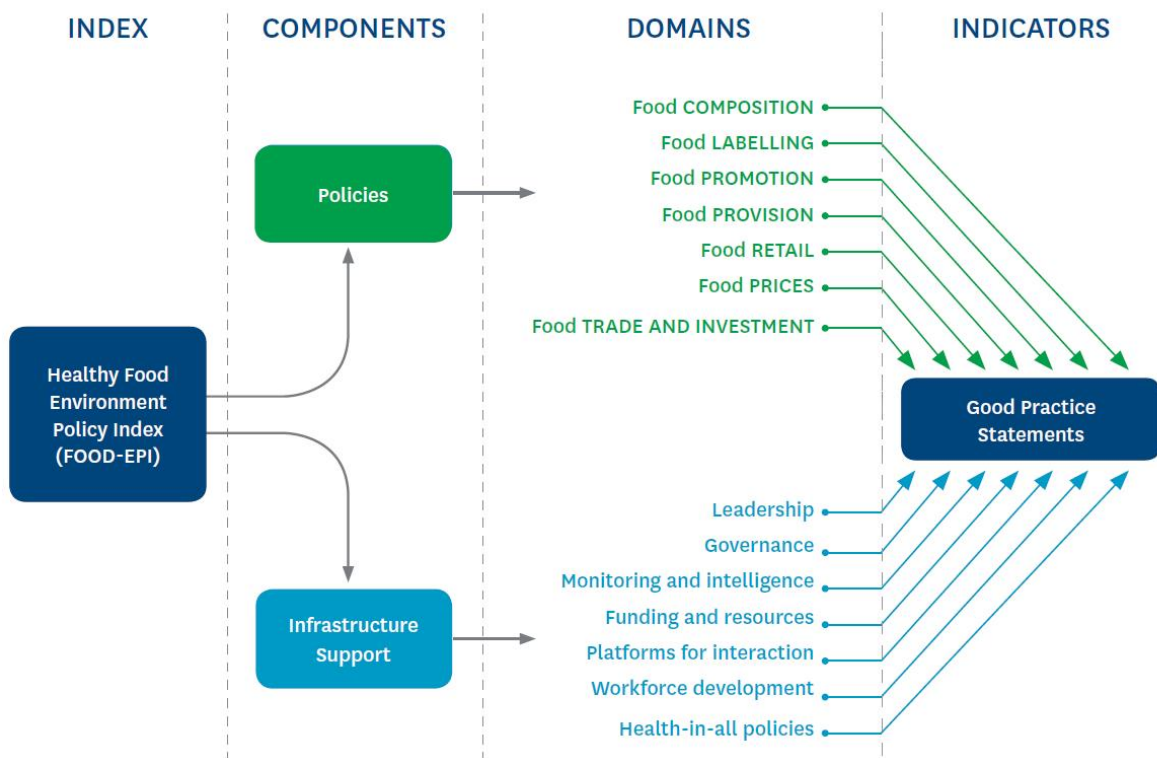 INDEX
COMPONENTS
DOMAINS
INDICATORS
Policies
Healthy Food
Environment
Policy Index
(FOOD-EPI)
Infrastructure
Support
Food COMPOSITION
Food LABELLING
Food PROMOTION
Food PROVISION
Food RETAIL
Food PRICES
Food TRADE AND INVESTMENT
Leadership
Governance
Monitoring and intelligence
Funding and resources
Platforms for interaction
Workforce development
Health-in-all policies
Good Practice
Statements